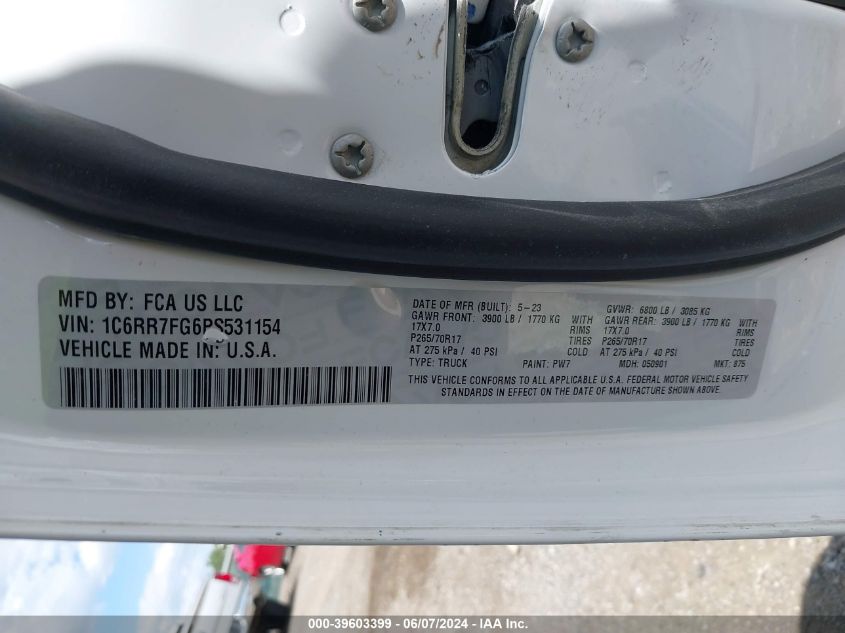 MFD BY: FCA US LLC
VIN: 1C6RR7FG6PS531154
VEHICLE MADE IN: U.S.A.
DATE OF MFR (BUILT): 5-23 GVWR: 6800 LB / 3085 KG
GAWR FRONT: 3900 LB / 1770 KG WITH GAWR REAR: 3900 LB / 1770 KG WITH
17X7.0 RIMS 17X7.0 RIMS
P265/70R17 TIRES P265/70R17 TIRES
AT 275 kPa / 40 PSI COLD AT 275 kPa / 40 PSI COLD
TYPE: TRUCK PAINT: PW7 MDH: 050901 MKT: 875
THIS VEHICLE CONFORMS TO ALL APPLICABLE U.S.A. FEDERAL MOTOR VEHICLE SAFETY
STANDARDS IN EFFECT ON THE DATE OF MANUFACTURE SHOWN ABOVE.
000-39603399 - 06/07/2024 - IAA Inc.